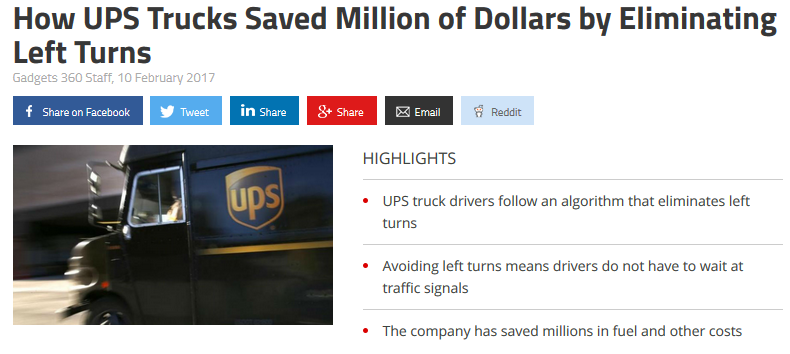 How UPS Trucks Saved Million of Dollars by Eliminating
Left Turns
Gadgets 360 Staff, 10 February 2017
Share on Facebook
Tweet
in Share
g+ Share
Email
Reddit
ups
HIGHLIGHTS
UPS truck drivers follow an algorithm that eliminates left
turns
Avoiding left turns means drivers do not have to wait at
traffic signals
The company has saved millions in fuel and other costs